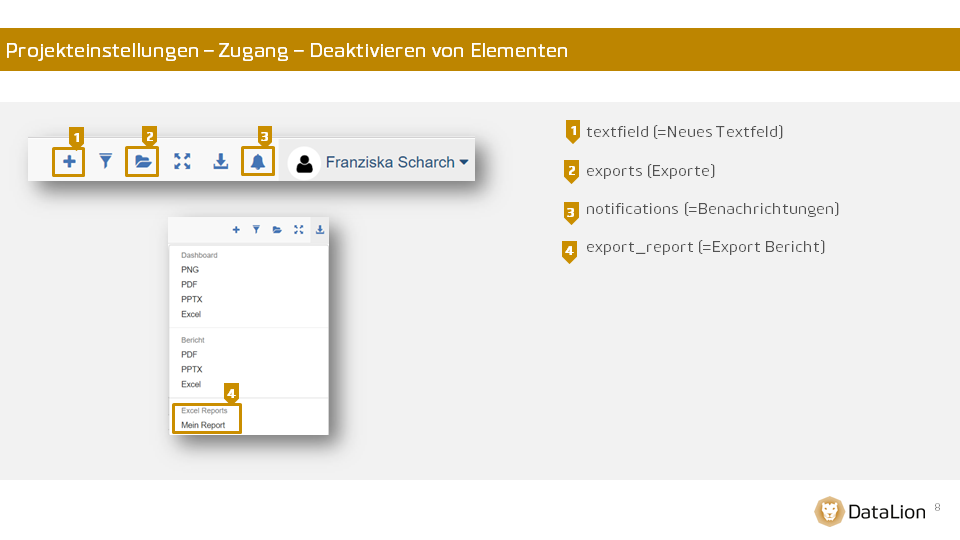 Projekteinstellungen – Zugang – Deaktivieren von Elementen
1
2
3
Franziska Scharch
Dashboard
PNG
PDF
PPTX
Excel
Bericht
PDF
PPTX
Excel
4
Excel Reports
Mein Report
1 textfield (=Neues Textfeld)
2 exports (Exporte)
3 notifications (=Benachrichtungen)
4 export_report (=Export Bericht)
DataLion
8